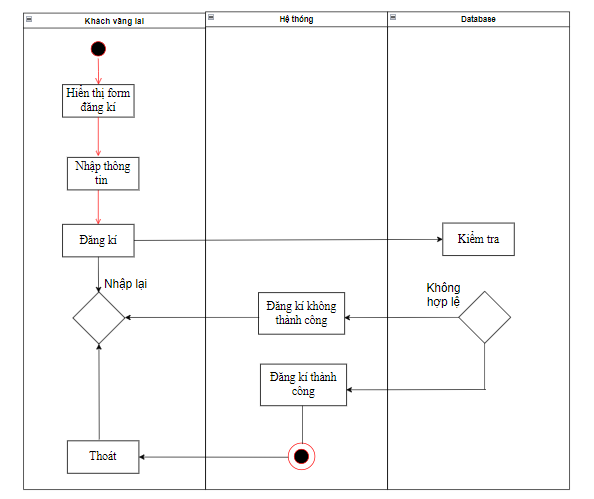 Khách vãng lai
Hệ thống
Database
Hiển thị form
đăng kí
Nhập thông
tin
Đăng kí
Kiểm tra
Nhập lại
Không
hợp lệ
Đăng kí không
thành công
Đăng kí thành
công
Thoát